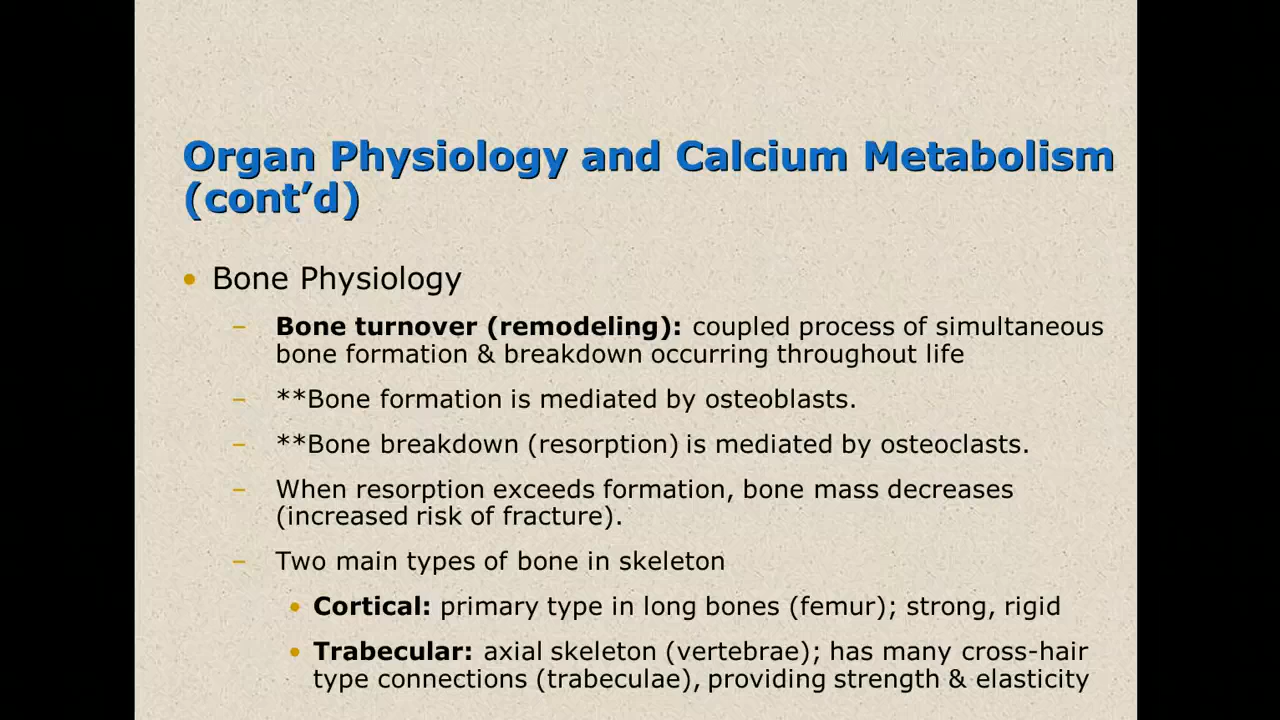 Organ Physiology and Calcium Metabolism
(cont’d)
• Bone Physiology
– Bone turnover (remodeling): coupled process of simultaneous
bone formation & breakdown occurring throughout life
– **Bone formation is mediated by osteoblasts.
– **Bone breakdown (resorption) is mediated by osteoclasts.
– When resorption exceeds formation, bone mass decreases
(increased risk of fracture).
– Two main types of bone in skeleton
• Cortical: primary type in long bones (femur); strong, rigid
• Trabecular: axial skeleton (vertebrae); has many cross-hair
type connections (trabeculae), providing strength & elasticity